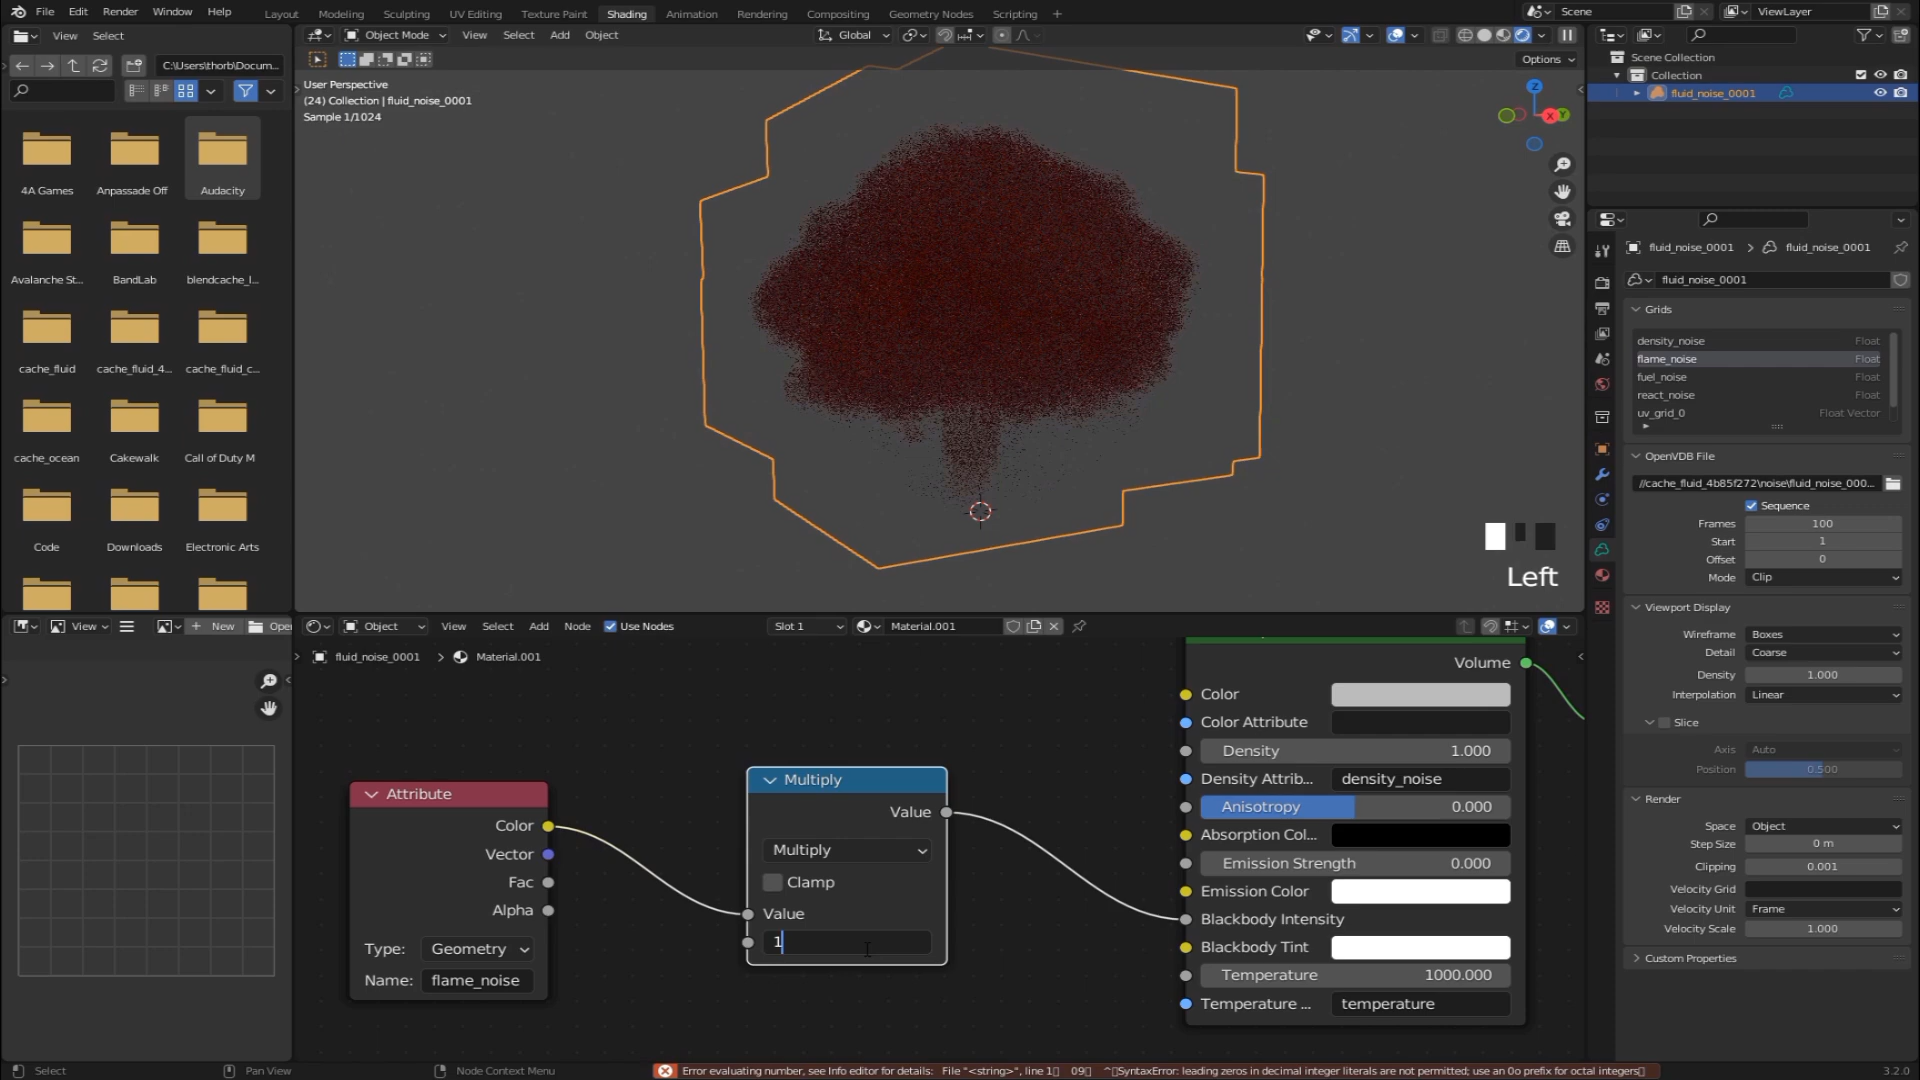 File Edit Render Window Help
Layout Modeling Sculpting UV Editing Texture Paint Shading Animation Rendering Compositing Geometry Nodes Scripting +
Scene
ViewLayer
View Select
C:\Users\thorb\Docum...
4A Games Anpassade Off Audacity
Avalanche St... BandLab blendcache_l...
cache_fluid cache_fluid_4... cache_fluid_c...
cache_ocean Cakewalk Call of Duty M
Code Downloads Electronic Arts
Object Mode View Select Add Object
Global
Options
User Perspective
(24) Collection | fluid_noise_0001
Sample 1/1024
Z
X
Y
Left
Scene Collection
Collection
fluid_noise_0001
fluid_noise_0001 > fluid_noise_0001
fluid_noise_0001
Grids
density_noise Float
flame_noise Float
fuel_noise Float
react_noise Float
uv_grid_0 Float Vector
OpenVDB File
//cache_fluid_4b85f272\noise\fluid_noise_000...
Sequence
Frames 100
Start 1
Offset 0
Mode Clip
Viewport Display
Wireframe Boxes
Detail Coarse
Density 1.000
Interpolation Linear
Slice
Axis Auto
Position 0.500
Render
Space Object
Step Size 0 m
Clipping 0.001
Velocity Grid
Velocity Unit Frame
Velocity Scale 1.000
Custom Properties
View + New Open
Object View Select Add Node Use Nodes Slot 1 Material.001
fluid_noise_0001 > Material.001
Attribute
Color
Vector
Fac
Alpha
Type: Geometry
Name: flame_noise
Multiply
Value
Multiply
Clamp
Value
1
Volume
Color
Color Attribute
Density 1.000
Density Attrib... density_noise
Anisotropy 0.000
Absorption Col...
Emission Strength 0.000
Emission Color
Blackbody Intensity
Blackbody Tint
Temperature 1000.000
Temperature ... temperature
Select Pan View Node Context Menu
Error evaluating number, see Info editor for details: File "<string>", line 1 09 ^ SyntaxError: leading zeros in decimal integer literals are not permitted; use an 0o prefix for octal integers
3.2.0